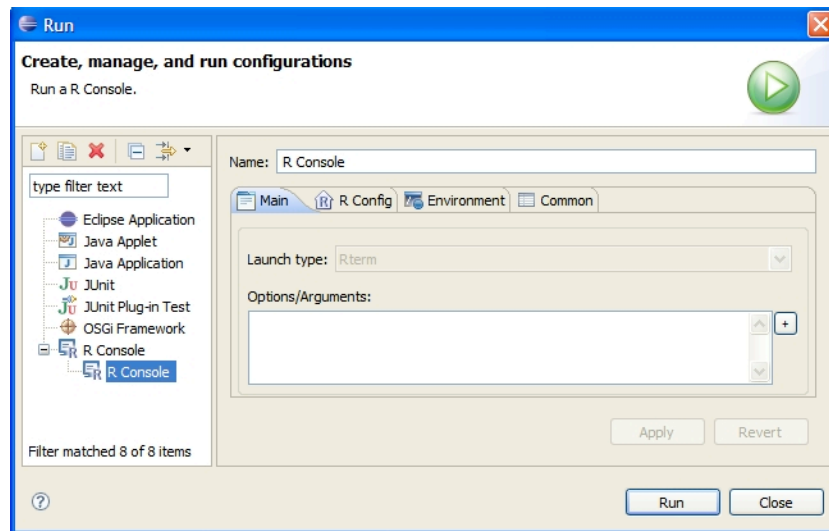 Run
Create, manage, and run configurations
Run a R Console.
type filter text
Eclipse Application
Java Applet
Java Application
JUnit
JUnit Plug-in Test
OSGi Framework
R Console
R Console
Filter matched 8 of 8 items
Name: R Console
Main R Config Environment Common
Launch type: Rterm
Options/Arguments:
+
Apply Revert
? Run Close